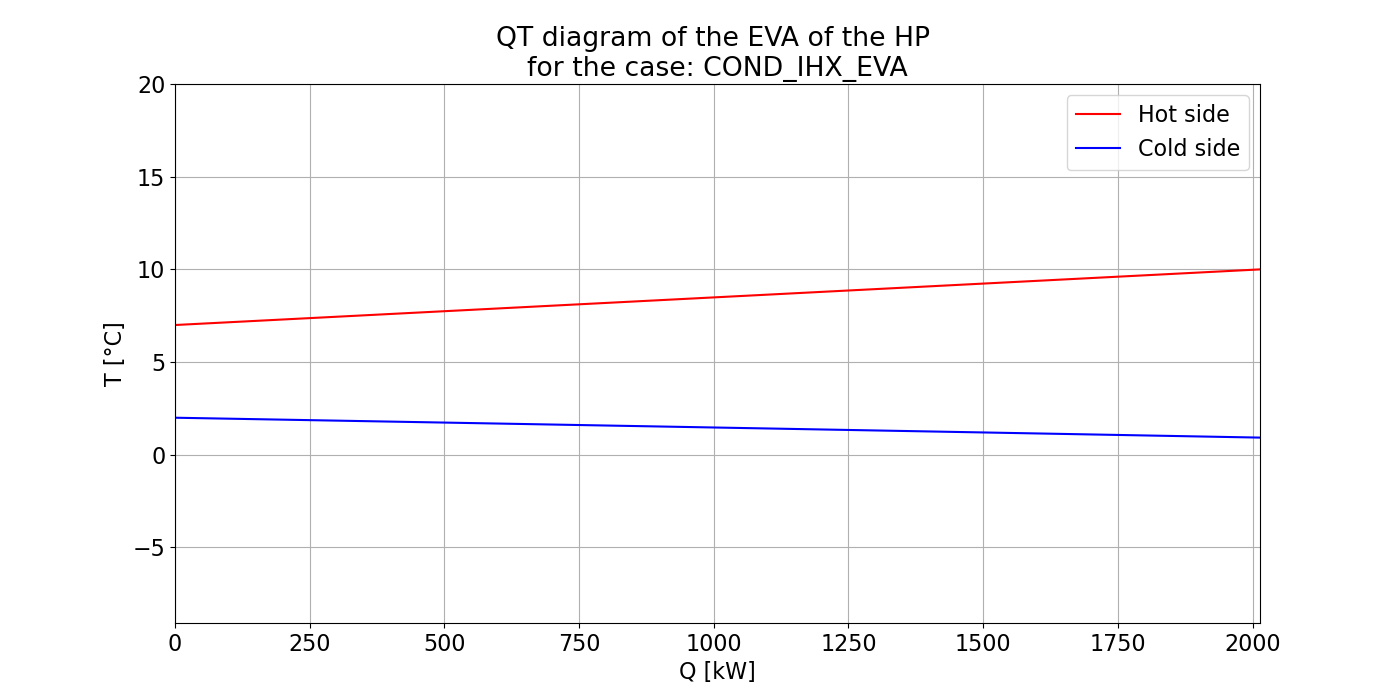 QT diagram of the EVA of the HP
for the case: COND_IHX_EVA
20
15
10
5
0
−5
T [°C]
Hot side
Cold side
0 250 500 750 1000 1250 1500 1750 2000
Q [kW]